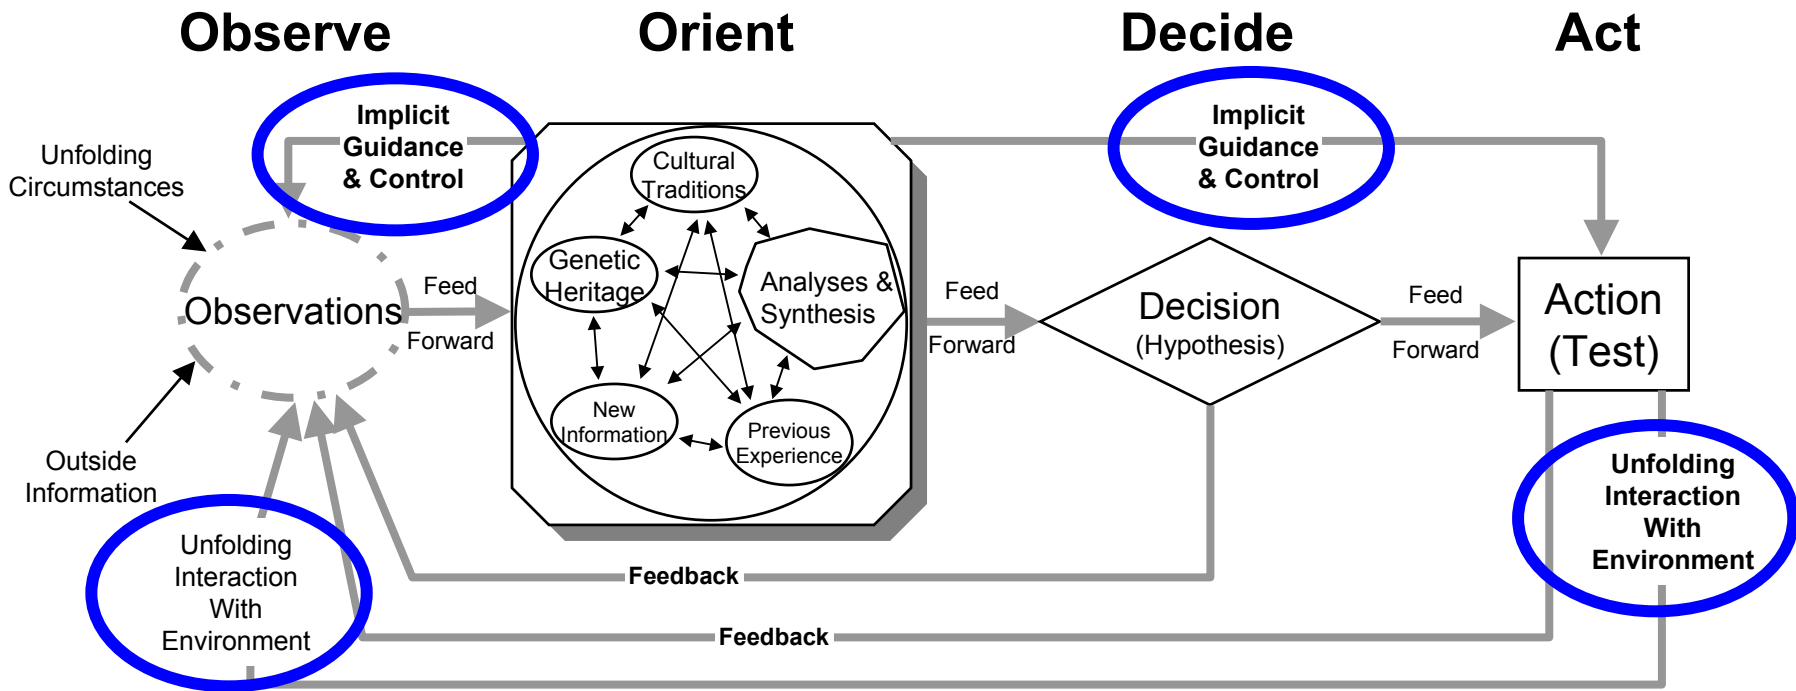 Observe
Orient
Decide
Act
Implicit
Guidance
& Control
Implicit
Guidance
& Control
Unfolding
Circumstances
Cultural
Traditions
Genetic
Heritage
Analyses &
Synthesis
New
Information
Previous
Experience
Observations
Feed
Forward
Feed
Forward
Decision
(Hypothesis)
Feed
Forward
Action
(Test)
Outside
Information
Unfolding
Interaction
With
Environment
Unfolding
Interaction
With
Environment
Feedback
Feedback